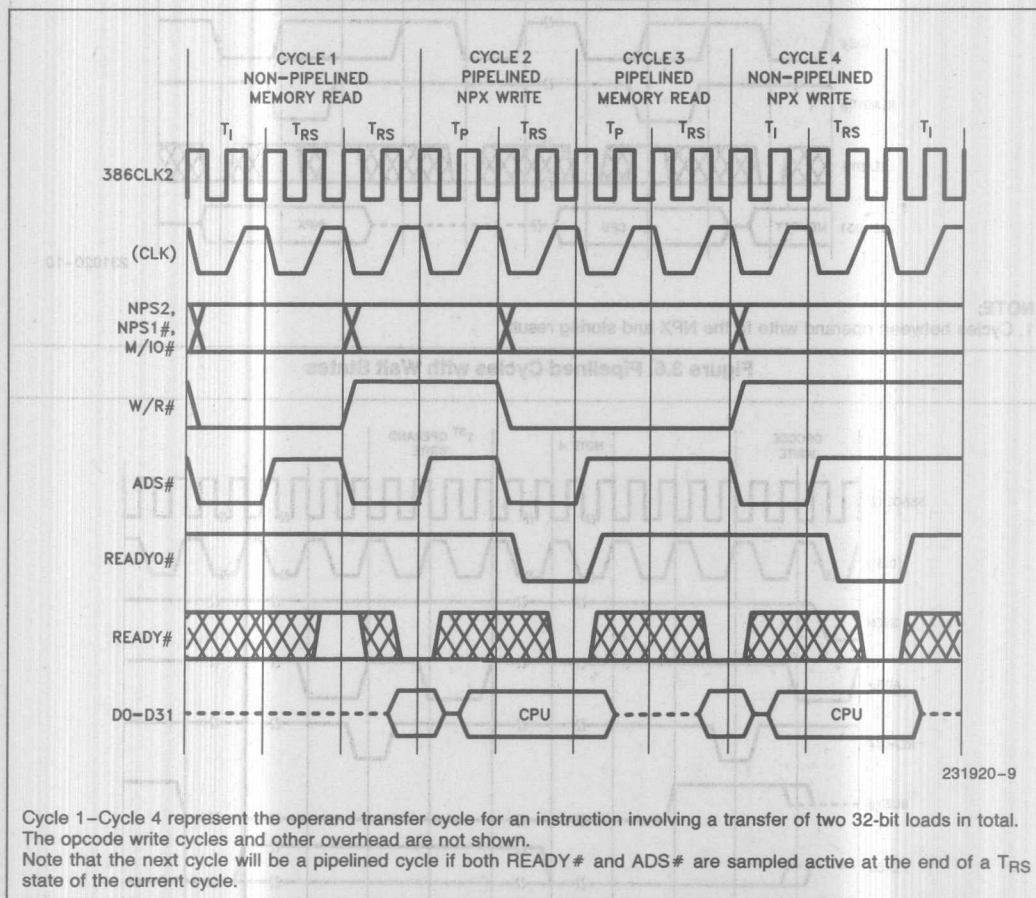 CYCLE 1 CYCLE 2 CYCLE 3 CYCLE 4
NON-PIPELINED PIPELINED PIPELINED NON-PIPELINED
MEMORY READ NPX WRITE MEMORY READ NPX WRITE
TI TRS TRS TP TRS TP TRS TI TRS TI
386CLK2
(CLK)
NPS2,
NPS1#,
M/IO#
W/R#
ADS#
READYO#
READY#
D0-D31 CPU CPU
231920-9
Cycle 1–Cycle 4 represent the operand transfer cycle for an instruction involving a transfer of two 32-bit loads in total.
The opcode write cycles and other overhead are not shown.
Note that the next cycle will be a pipelined cycle if both READY# and ADS# are sampled active at the end of a TRS
state of the current cycle.